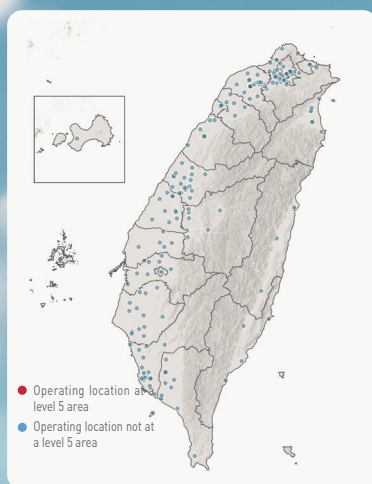 Operating location at a
level 5 area
Operating location not at
a level 5 area